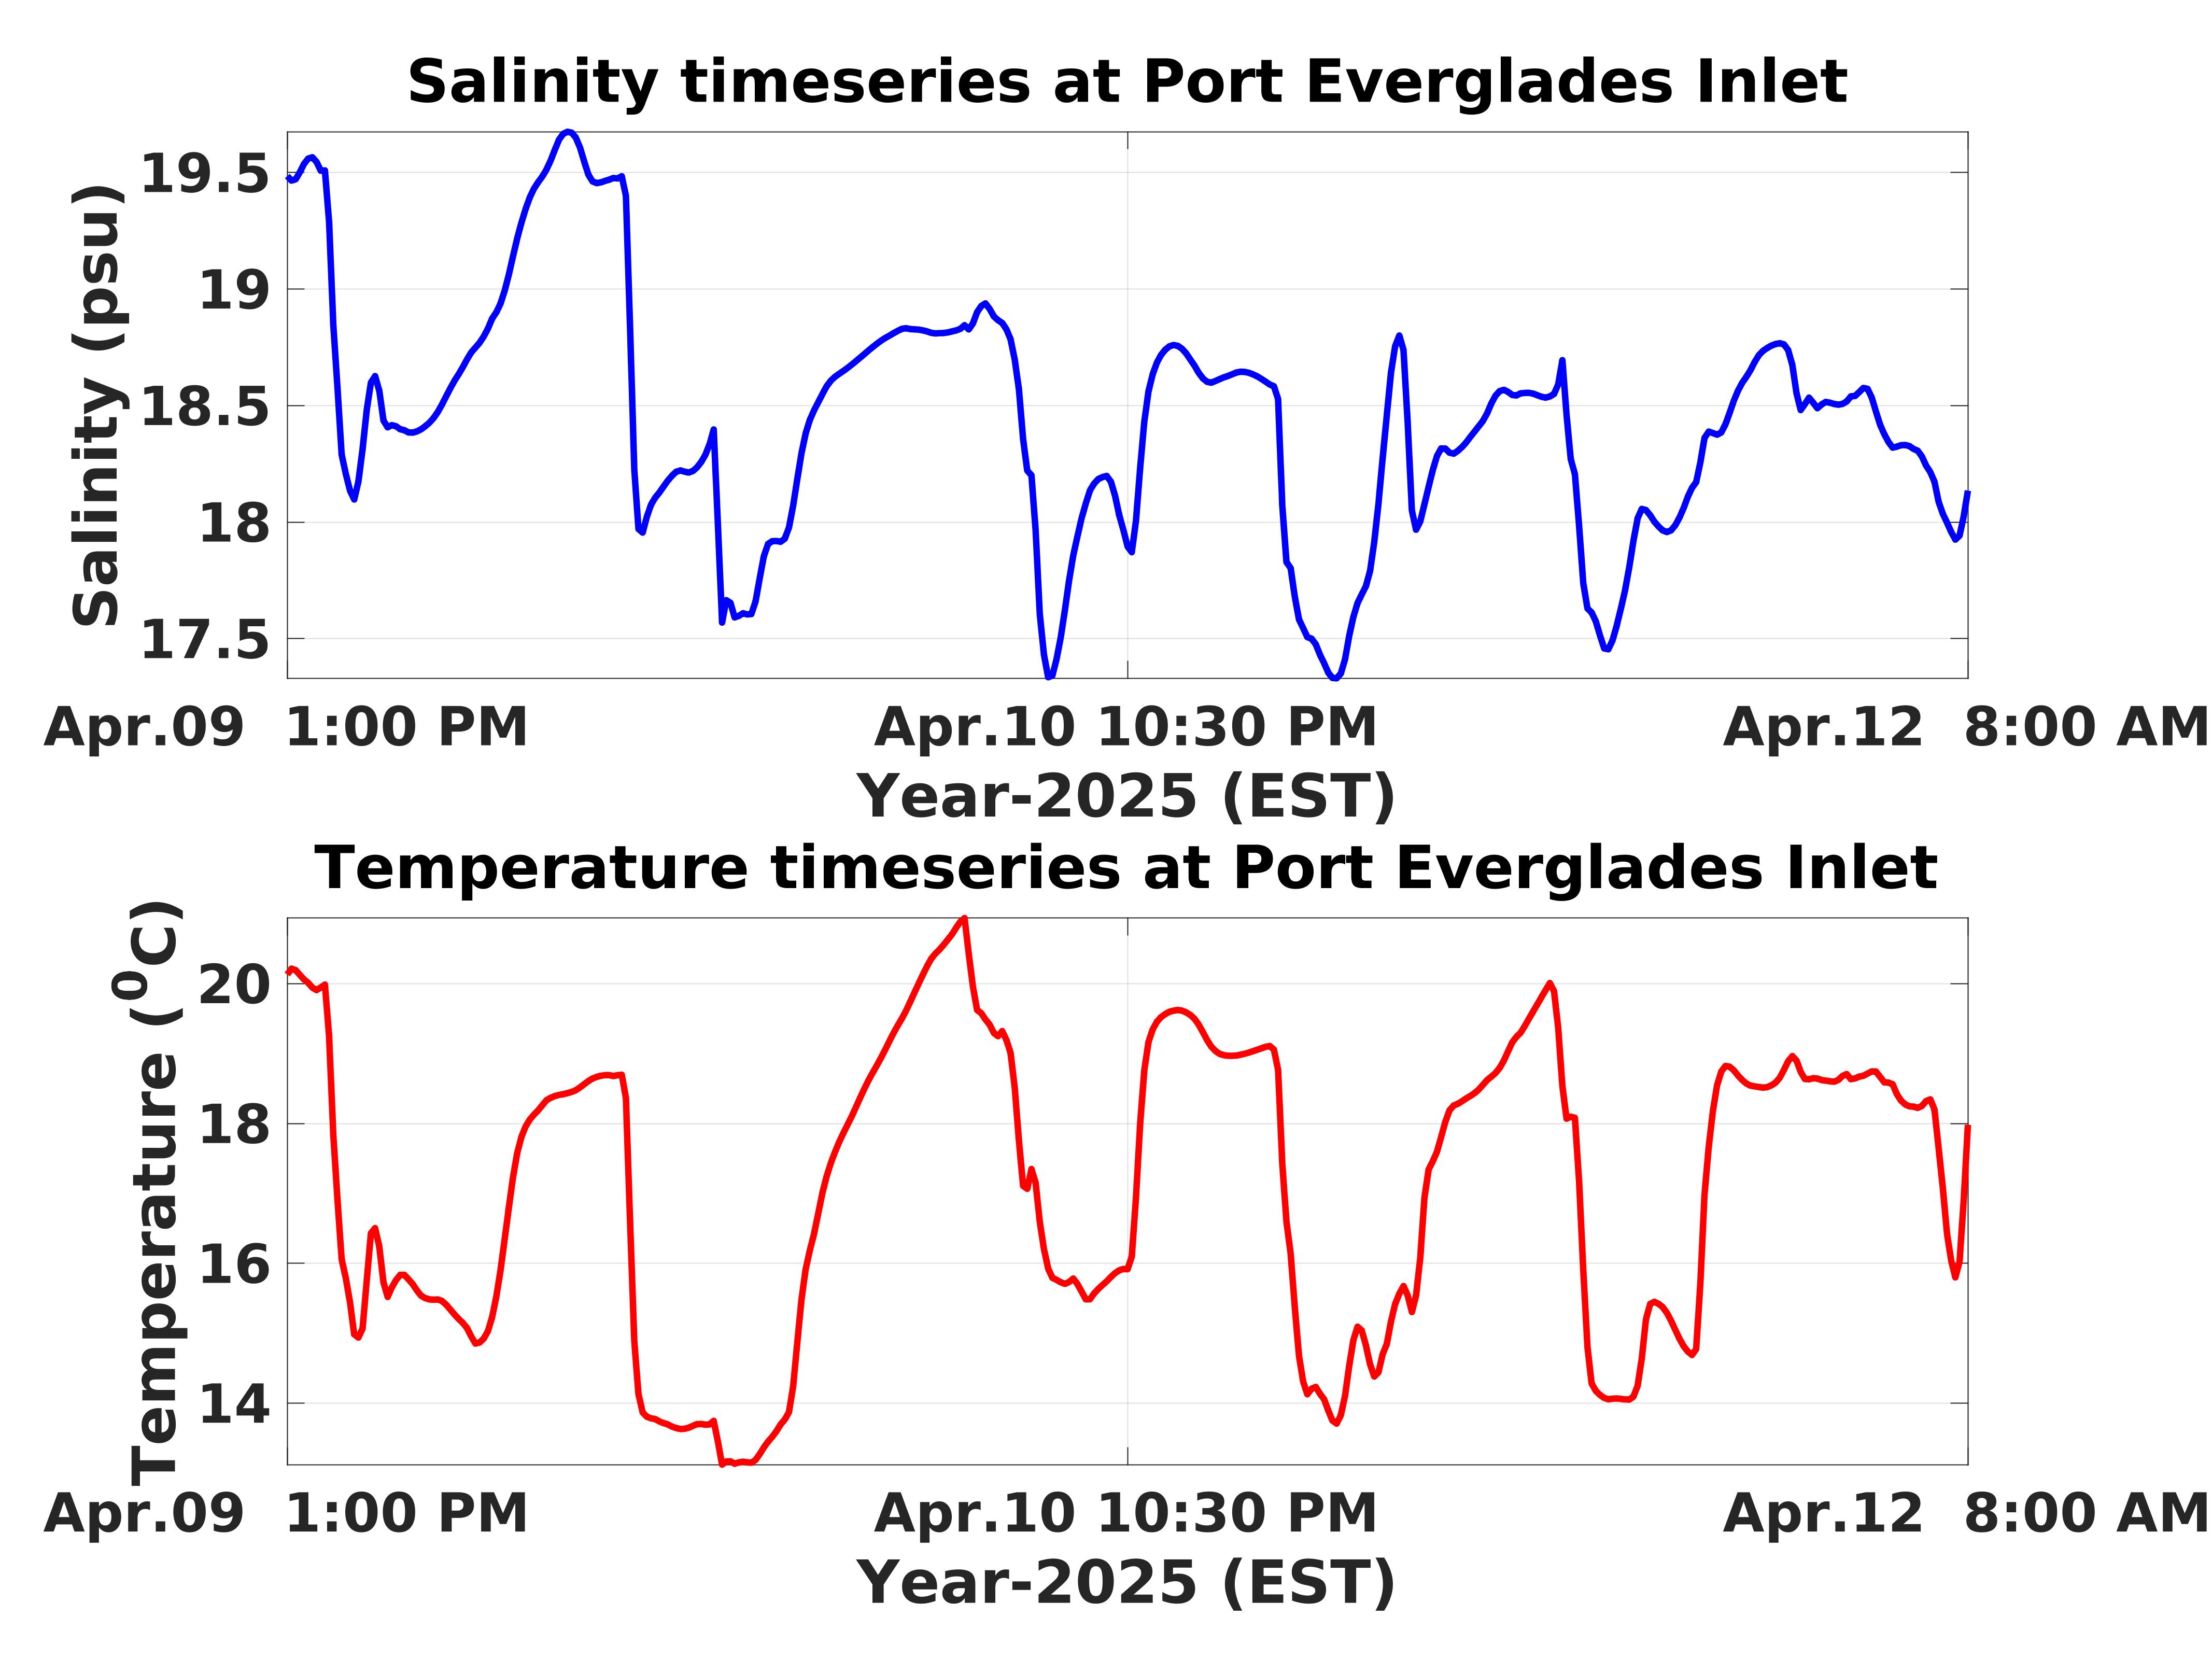 Salinity timeseries at Port Everglades Inlet
Salinity (psu)
19.5
19
18.5
18
17.5
Apr.09  1:00 PM
Apr.10 10:30 PM
Apr.12  8:00 AM
Year-2025 (EST)
Temperature timeseries at Port Everglades Inlet
Temperature (⁰C)
20
18
16
14
Apr.09  1:00 PM
Apr.10 10:30 PM
Apr.12  8:00 AM
Year-2025 (EST)